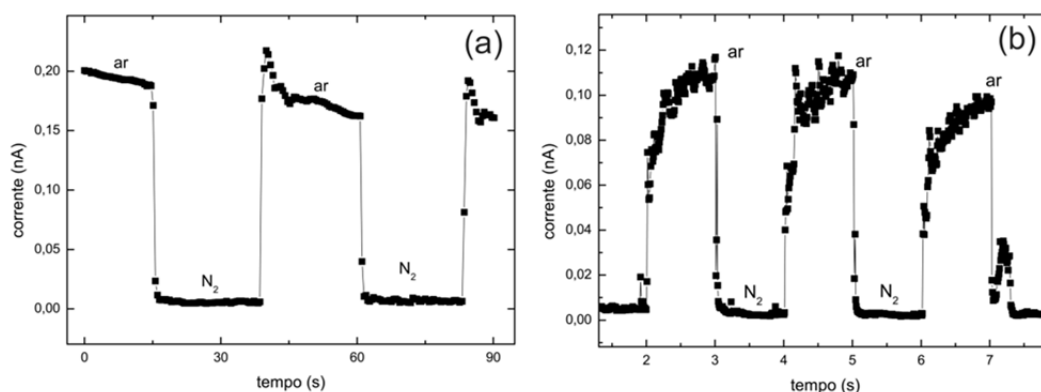 (a)
ar
ar
N2
N2
0,20
0,15
0,10
0,05
0,00
corrente (nA)
0 30 60 90
tempo (s)
(b)
ar
ar
ar
N2
N2
0,12
0,10
0,08
0,06
0,04
0,02
0,00
corrente (nA)
2 3 4 5 6 7
tempo (s)